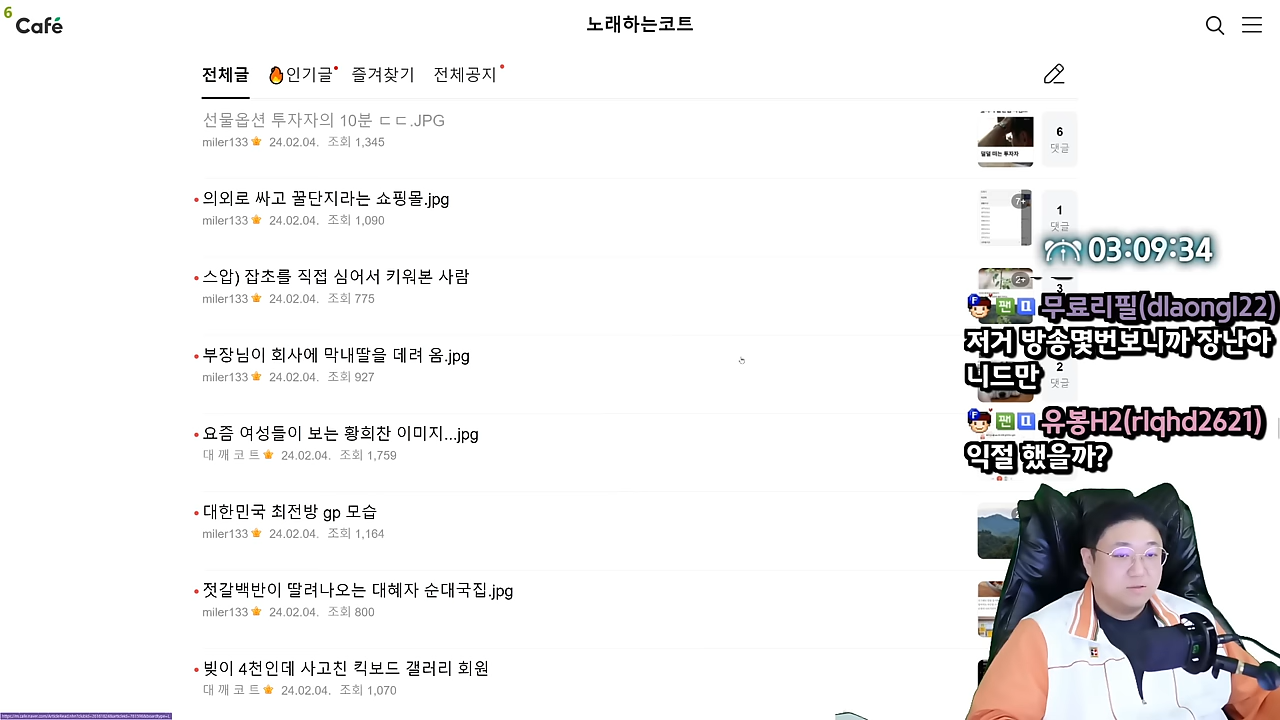 6
Café
노래하는코트
전체글 🔥인기글 즐겨찾기 전체공지
선물옵션 투 의 10분 ㄷㄷ.JPG
miler133 24.02.04. 조회 1,345
덜덜 떠는 투자자
6
댓글
의외로 싸고 꿀단지라는 쇼핑몰.jpg
miler133 24.02.04. 조회
7+
1
댓글
03:09:34
스압) 잡초를 직접 심어서 키워본 사람
miler133 24.02.04. 조회 775
2+
3
무료리필(dlaongl22)
저거 방송몇번보니까 장난아
니드만
부장님이 회사에 막내딸을 데려 옴.jpg
miler133 24.02.04. 조회 927
2
댓글
유봉H2(rlqhd2621)
익절 했을까?
요즘 여성들 황희찬 이미지...jpg
대 깨 코 트 조회 1,759
대한민국 최전방 gp 모습
miler133 24.02.04. 조회 1,164
젓갈백반이 딸려나오는 대혜자 순대국집.jpg
miler133 24.02.04. 조회
빚이 4천인데 사고친 킥보드 갤러리 회원
대 깨 코 트 24.02.04. 조회 1,070